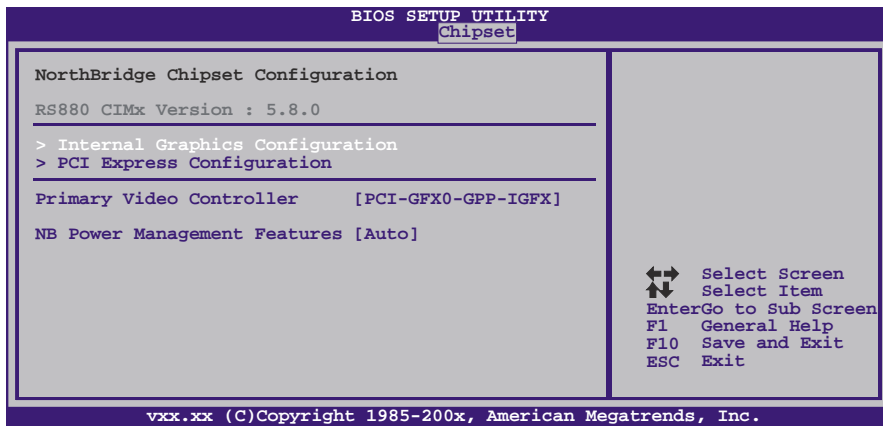 BIOS SETUP UTILITY
Chipset
NorthBridge Chipset Configuration
RS880 CIMx Version : 5.8.0
> Internal Graphics Configuration
> PCI Express Configuration
Primary Video Controller [PCI-GFX0-GPP-IGFX]
NB Power Management Features [Auto]
Select Screen
Select Item
EnterGo to Sub Screen
F1 General Help
F10 Save and Exit
ESC Exit
vxx.xx (C)Copyright 1985-200x, American Megatrends, Inc.